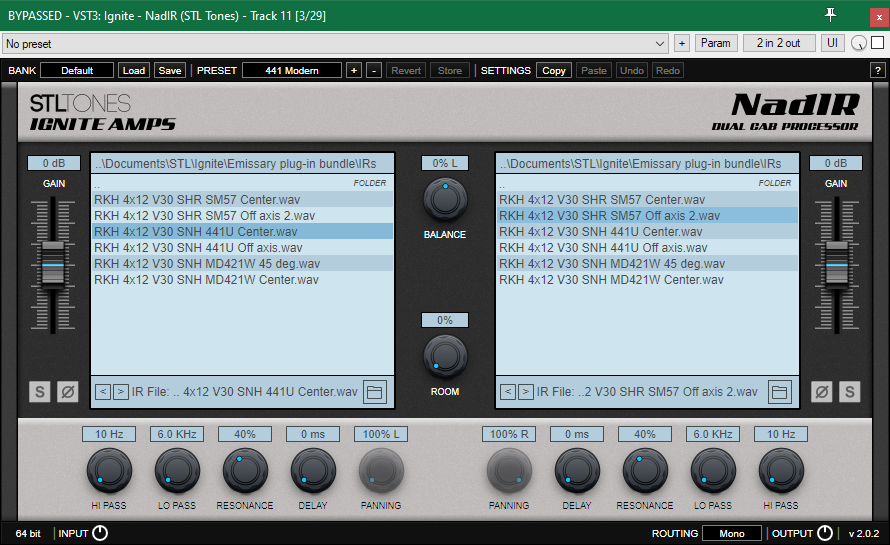 BYPASSED - VST3: Ignite - NadIR (STL Tones) - Track 11 [3/29]
No preset + Param 2 in 2 out UI
BANK Default Load Save PRESET 441 Modern + - Revert Store SETTINGS Copy Paste Undo Redo ?
STLTONES
IGNITE AMPS
NadIR
DUAL CAB PROCESSOR
0 dB ..\Documents\STL\Ignite\Emissary plug-in bundle\IRs 0% L ..\Documents\STL\Ignite\Emissary plug-in bundle\IRs 0 dB
GAIN .. FOLDER .. FOLDER GAIN
RKH 4x12 V30 SHR SM57 Center.wav RKH 4x12 V30 SHR SM57 Center.wav
RKH 4x12 V30 SHR SM57 Off axis 2.wav RKH 4x12 V30 SHR SM57 Off axis 2.wav
RKH 4x12 V30 SNH 441U Center.wav BALANCE RKH 4x12 V30 SNH 441U Center.wav
RKH 4x12 V30 SNH 441U Off axis.wav RKH 4x12 V30 SNH 441U Off axis.wav
RKH 4x12 V30 SNH MD421W 45 deg.wav RKH 4x12 V30 SNH MD421W 45 deg.wav
RKH 4x12 V30 SNH MD421W Center.wav RKH 4x12 V30 SNH MD421W Center.wav
0%
ROOM
S Ø < > IR File: .. 4x12 V30 SNH 441U Center.wav < > IR File: ..2 V30 SHR SM57 Off axis 2.wav Ø S
10 Hz 6.0 KHz 40% 0 ms 100% L 100% R 0 ms 40% 6.0 KHz 10 Hz
HI PASS LO PASS RESONANCE DELAY PANNING PANNING DELAY RESONANCE LO PASS HI PASS
64 bit INPUT ROUTING Mono OUTPUT v 2.0.2